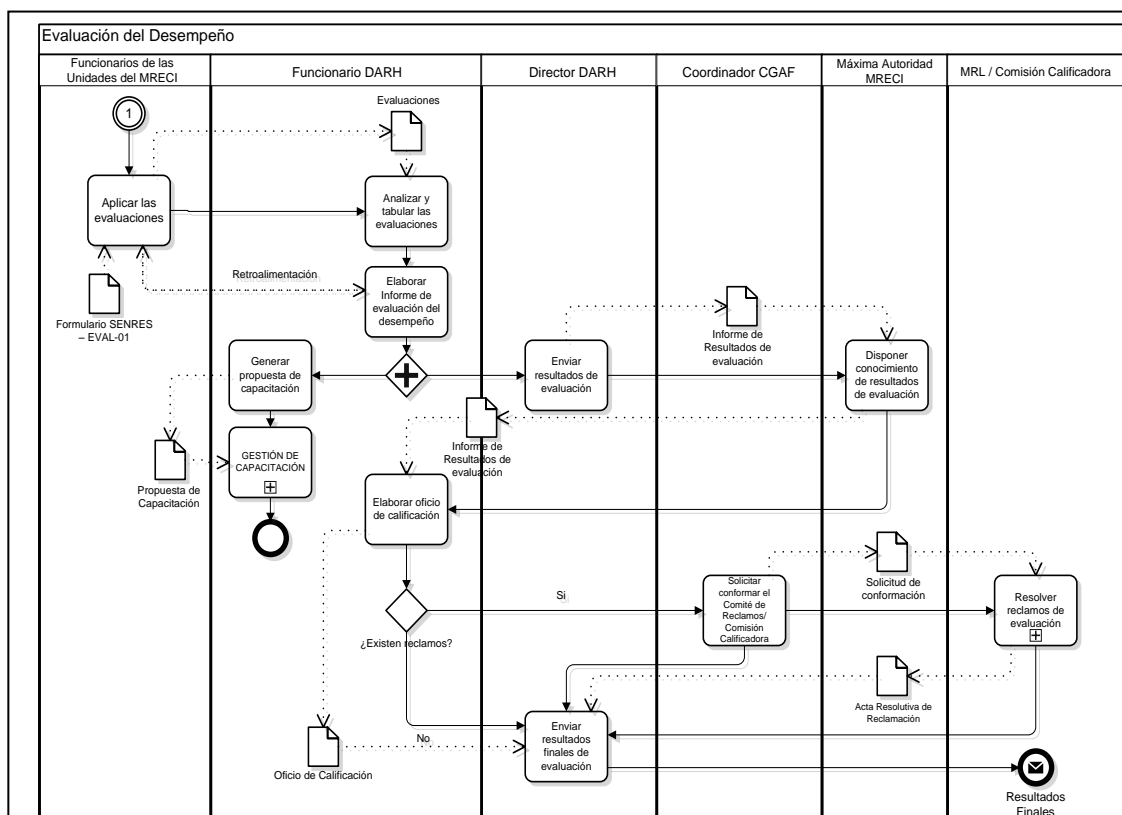 Evaluación del Desempeño
Funcionarios de las
Unidades del MRECI
Funcionario DARH
Director DARH
Coordinador CGAF
Máxima Autoridad
MRECI
MRL / Comisión Calificadora
1
Evaluaciones
Aplicar las
evaluaciones
Analizar y
tabular las
evaluaciones
Retroalimentación
Elaborar
Informe de
evaluación del
desempeño
Formulario SENRES
– EVAL-01
Informe de
Resultados de
evaluación
Generar
propuesta de
capacitación
Enviar
resultados de
evaluación
Disponer
conocimiento
de resultados
de evaluación
GESTIÓN DE
CAPACITACIÓN
Informe de
Resultados de
evaluación
Propuesta de
Capacitación
Elaborar oficio
de calificación
Solicitud de
conformación
Si
Solicitar
conformar el
Comité de
Reclamos/
Comisión
Calificadora
Resolver
reclamos de
evaluación
¿Existen reclamos?
Acta Resolutiva de
Reclamación
Enviar
resultados
finales de
evaluación
No
Oficio de Calificación
Resultados
Finales